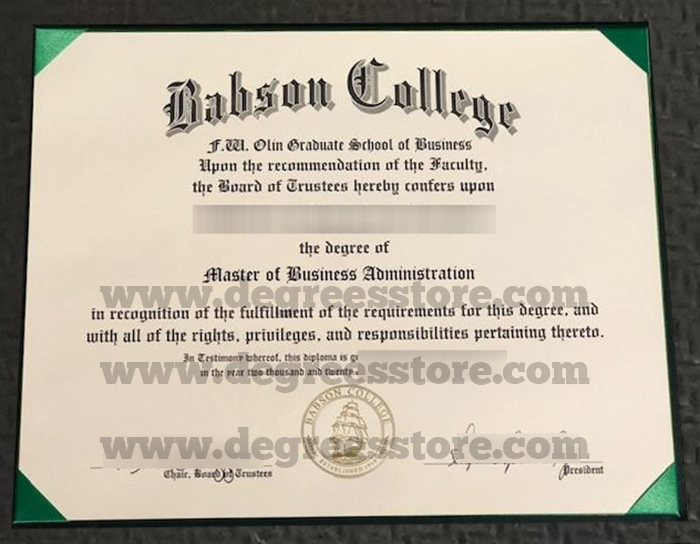 Babson College
F.W. Olin Graduate School of Business
Upon the recommendation of the Faculty,
the Board of Trustees hereby confers upon
the degree of
Master of Business Administration
www.degreesstore.com
in recognition of the fulfillment of the requirements for this degree, and
with all of the rights, privileges, and responsibilities pertaining thereto.
In Testimony whereof, this diploma is
in the year two thousand and twenty
www.degreesstore.com
BABSON COLLEGE
ESTABLISHED 1919
www.degreesstore.com
Chair, Board of Trustees
President